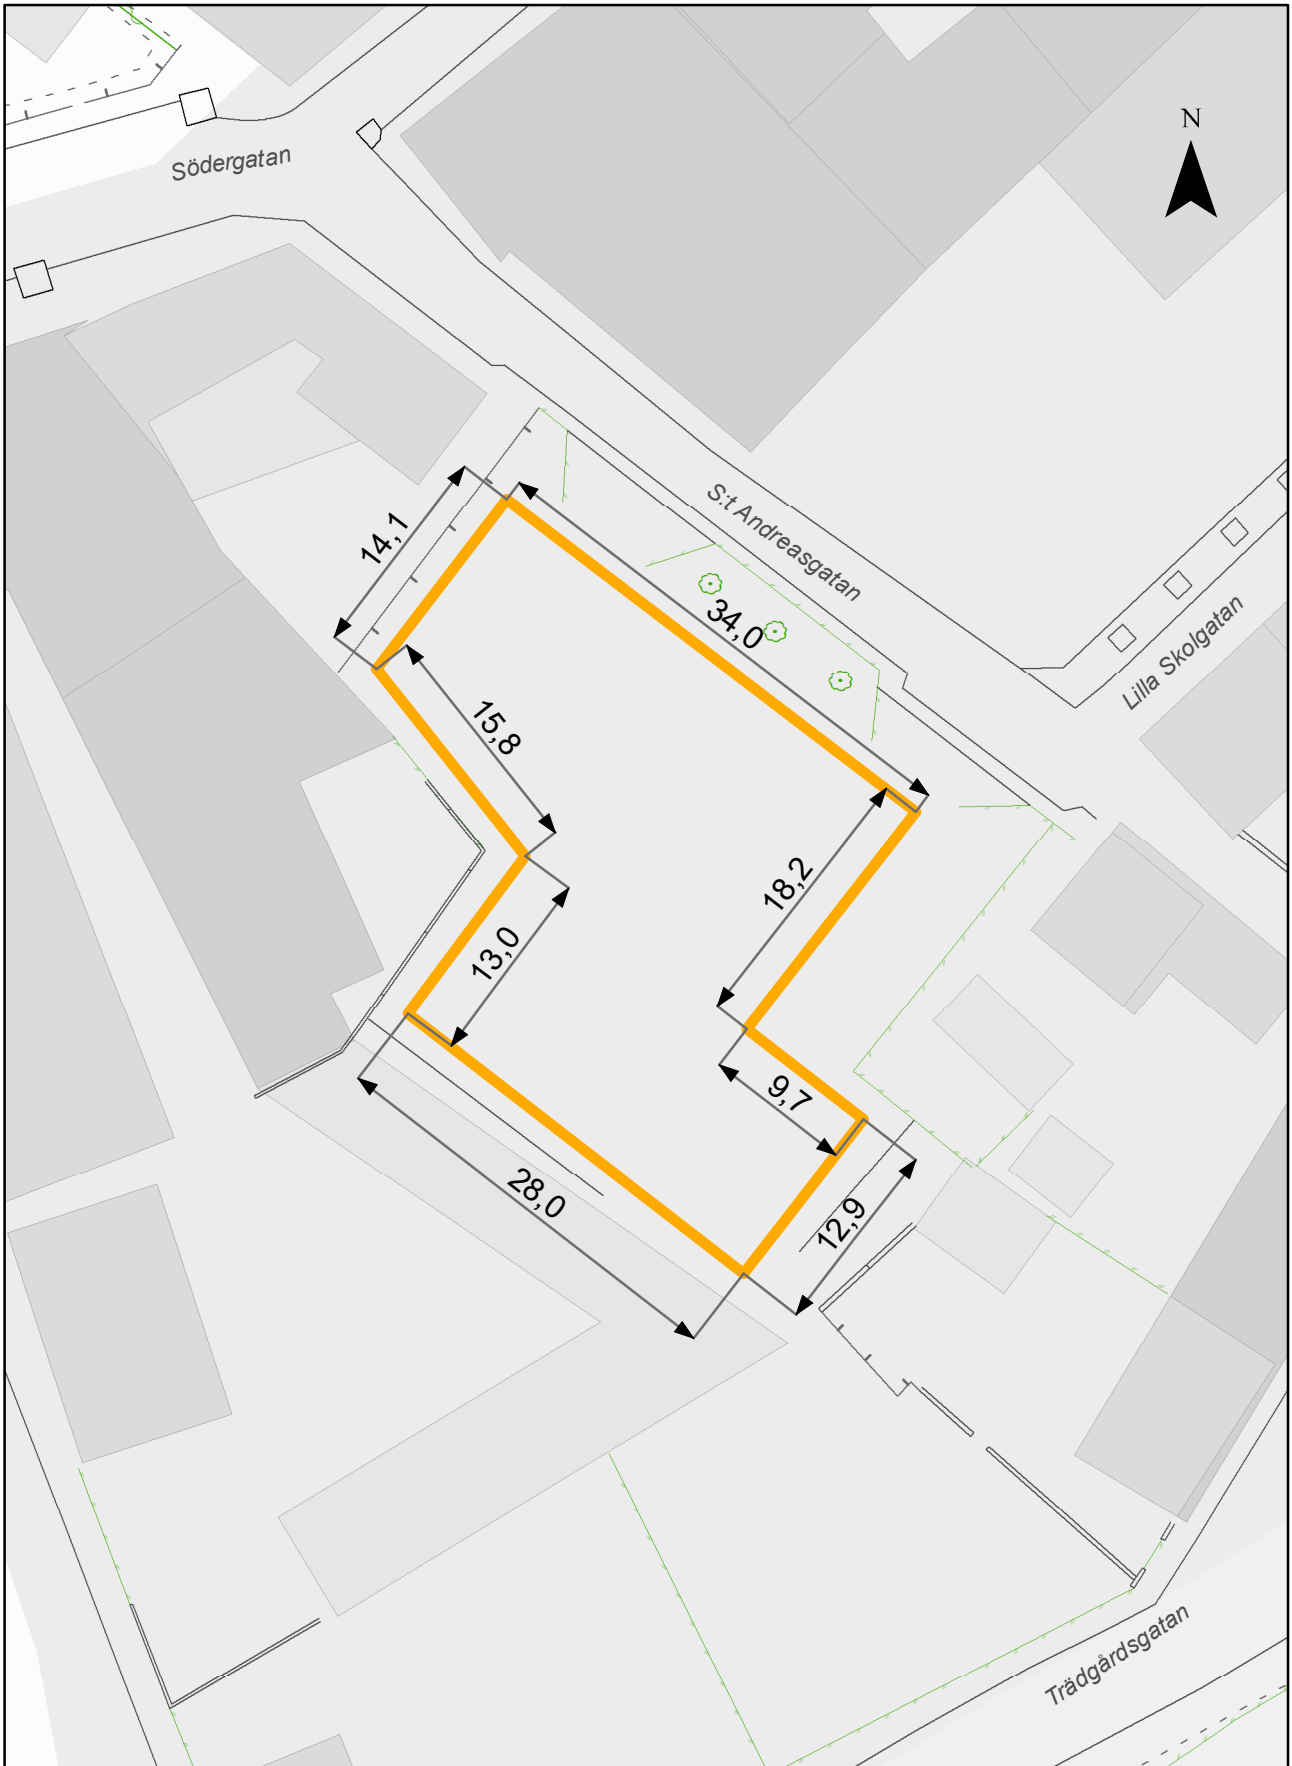 N
Södergatan
S:t Andreasgatan
14,1
34,0
Lilla Skolgatan
15,8
18,2
13,0
9,7
28,0
12,9
Trädgårdsgatan